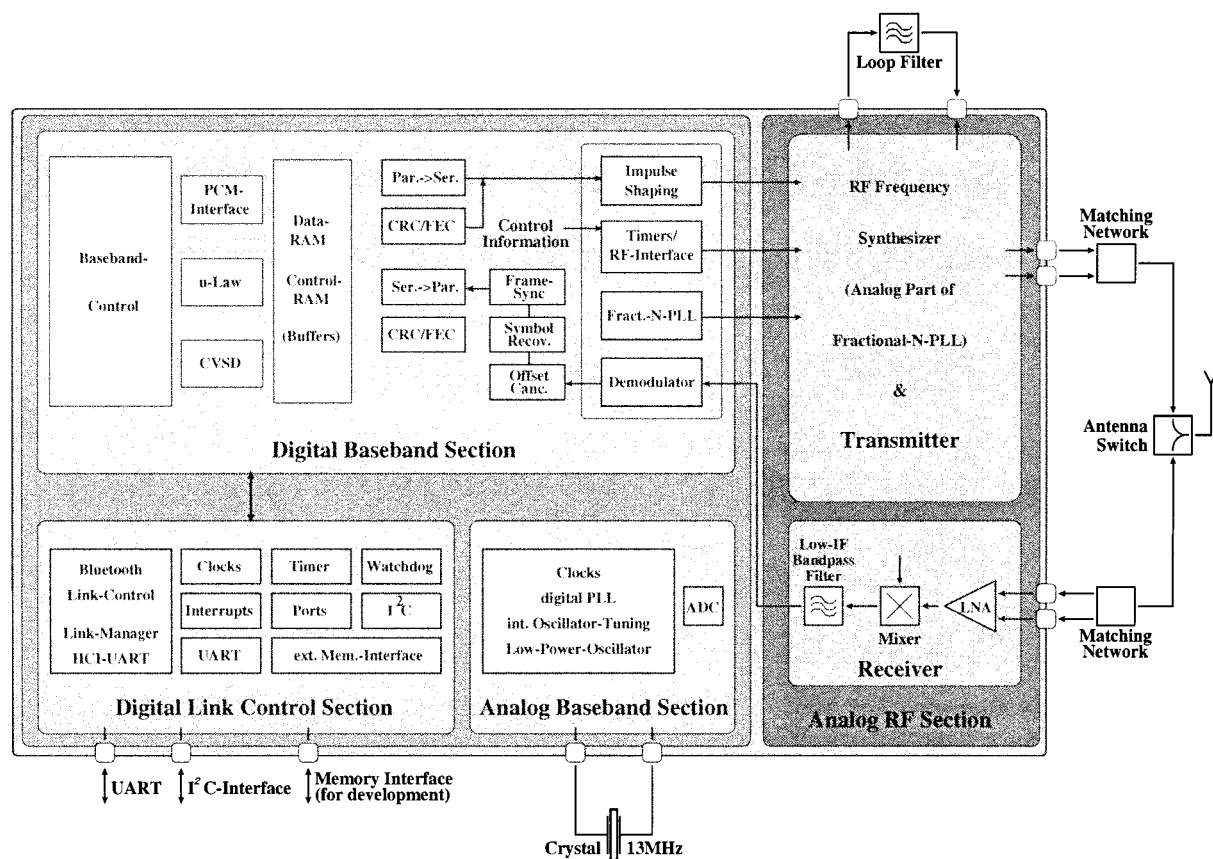 Loop Filter
Par.->Ser.
Impulse
Shaping
PCM-
Interface
RF Frequency
Data-
RAM
CRC/FEC
Control
Information
Timers/
RF-Interface
Matching
Network
Synthesizer
Baseband-
Control
u-Law
Control-
RAM
Ser.->Par.
Frame-
Sync
(Analog Part of
(Buffers)
CRC/FEC
Symbol
Recov.
Fract.-N-PLL
Fractional-N-PLL)
CVSD
Offset
Canc.
Demodulator
&
Transmitter
Antenna
Switch
Digital Baseband Section
Bluetooth
Link-Control
Link-Manager
HCI-UART
Clocks
Timer
Watchdog
Interrupts
Ports
I²C
UART
ext. Mem.-Interface
Digital Link Control Section
Clocks
digital PLL
int. Oscillator-Tuning
Low-Power-Oscillator
ADC
Analog Baseband Section
Low-IF
Bandpass
Filter
Mixer
LNA
Receiver
Matching
Network
Analog RF Section
UART
I²C-Interface
Memory Interface
(for development)
Crystal
13MHz